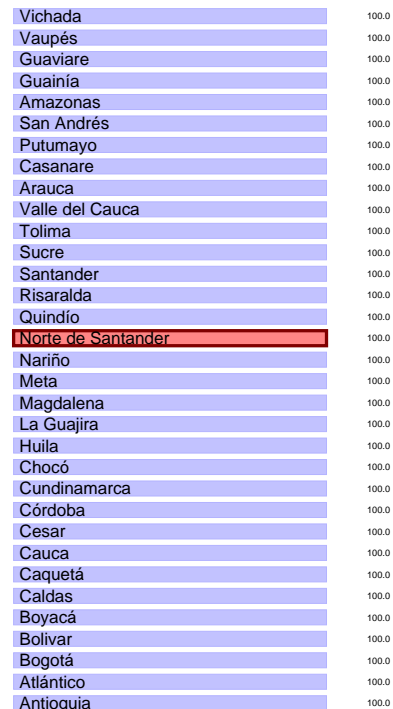 Vichada 100.0
Vaupés 100.0
Guaviare 100.0
Guainía 100.0
Amazonas 100.0
San Andrés 100.0
Putumayo 100.0
Casanare 100.0
Arauca 100.0
Valle del Cauca 100.0
Tolima 100.0
Sucre 100.0
Santander 100.0
Risaralda 100.0
Quindío 100.0
Norte de Santander 100.0
Nariño 100.0
Meta 100.0
Magdalena 100.0
La Guajira 100.0
Huila 100.0
Chocó 100.0
Cundinamarca 100.0
Córdoba 100.0
Cesar 100.0
Cauca 100.0
Caquetá 100.0
Caldas 100.0
Boyacá 100.0
Bolivar 100.0
Bogotá 100.0
Atlántico 100.0
Antioquia 100.0